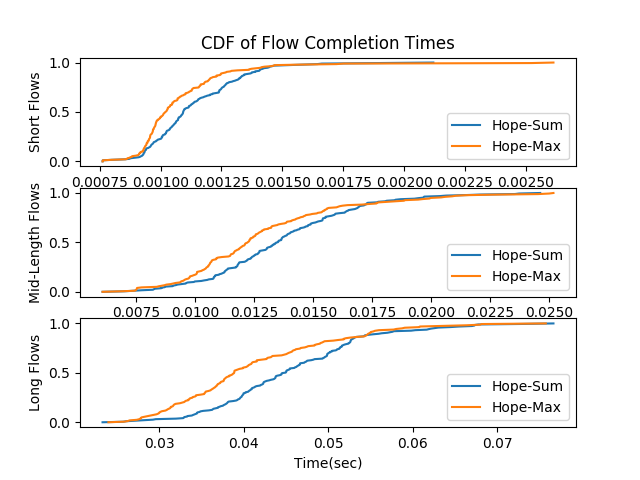 CDF of Flow Completion Times
Short Flows
1.0
0.5
0.0
Hope-Sum
Hope-Max
0.00075 0.00100 0.00125 0.00150 0.00175 0.00200 0.00225 0.00250
Mid-Length Flows
1.0
0.5
0.0
Hope-Sum
Hope-Max
0.0075 0.0100 0.0125 0.0150 0.0175 0.0200 0.0225 0.0250
Long Flows
1.0
0.5
0.0
Hope-Sum
Hope-Max
0.03 0.04 0.05 0.06 0.07
Time(sec)